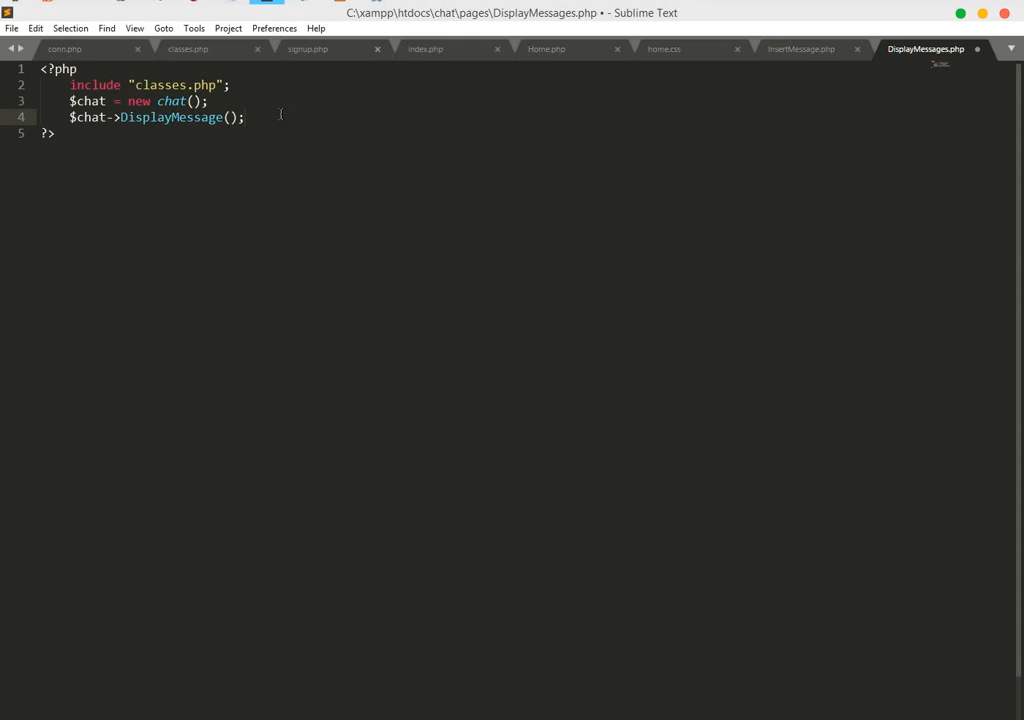 C:\xampp\htdocs\chat\pages\DisplayMessages.php • - Sublime Text
File Edit Selection Find View Goto Tools Project Preferences Help
conn.php classes.php signup.php index.php Home.php home.css InsertMessage.php DisplayMessages.php
1 <?php
2 include "classes.php";
3 $chat = new chat();
4 $chat->DisplayMessage();
5 ?>